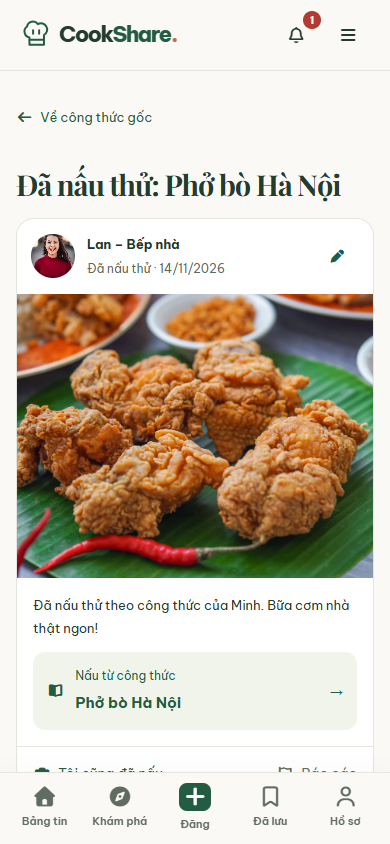 CookShare.
1
Về công thức gốc
Đã nấu thử: Phở bò Hà Nội
Lan – Bếp nhà
Đã nấu thử · 14/11/2026
Đã nấu thử theo công thức của Minh. Bữa cơm nhà
thật ngon!
Nấu từ công thức
Phở bò Hà Nội
→
Bảng tin
Khám phá
Đăng
Đã lưu
Hồ sơ